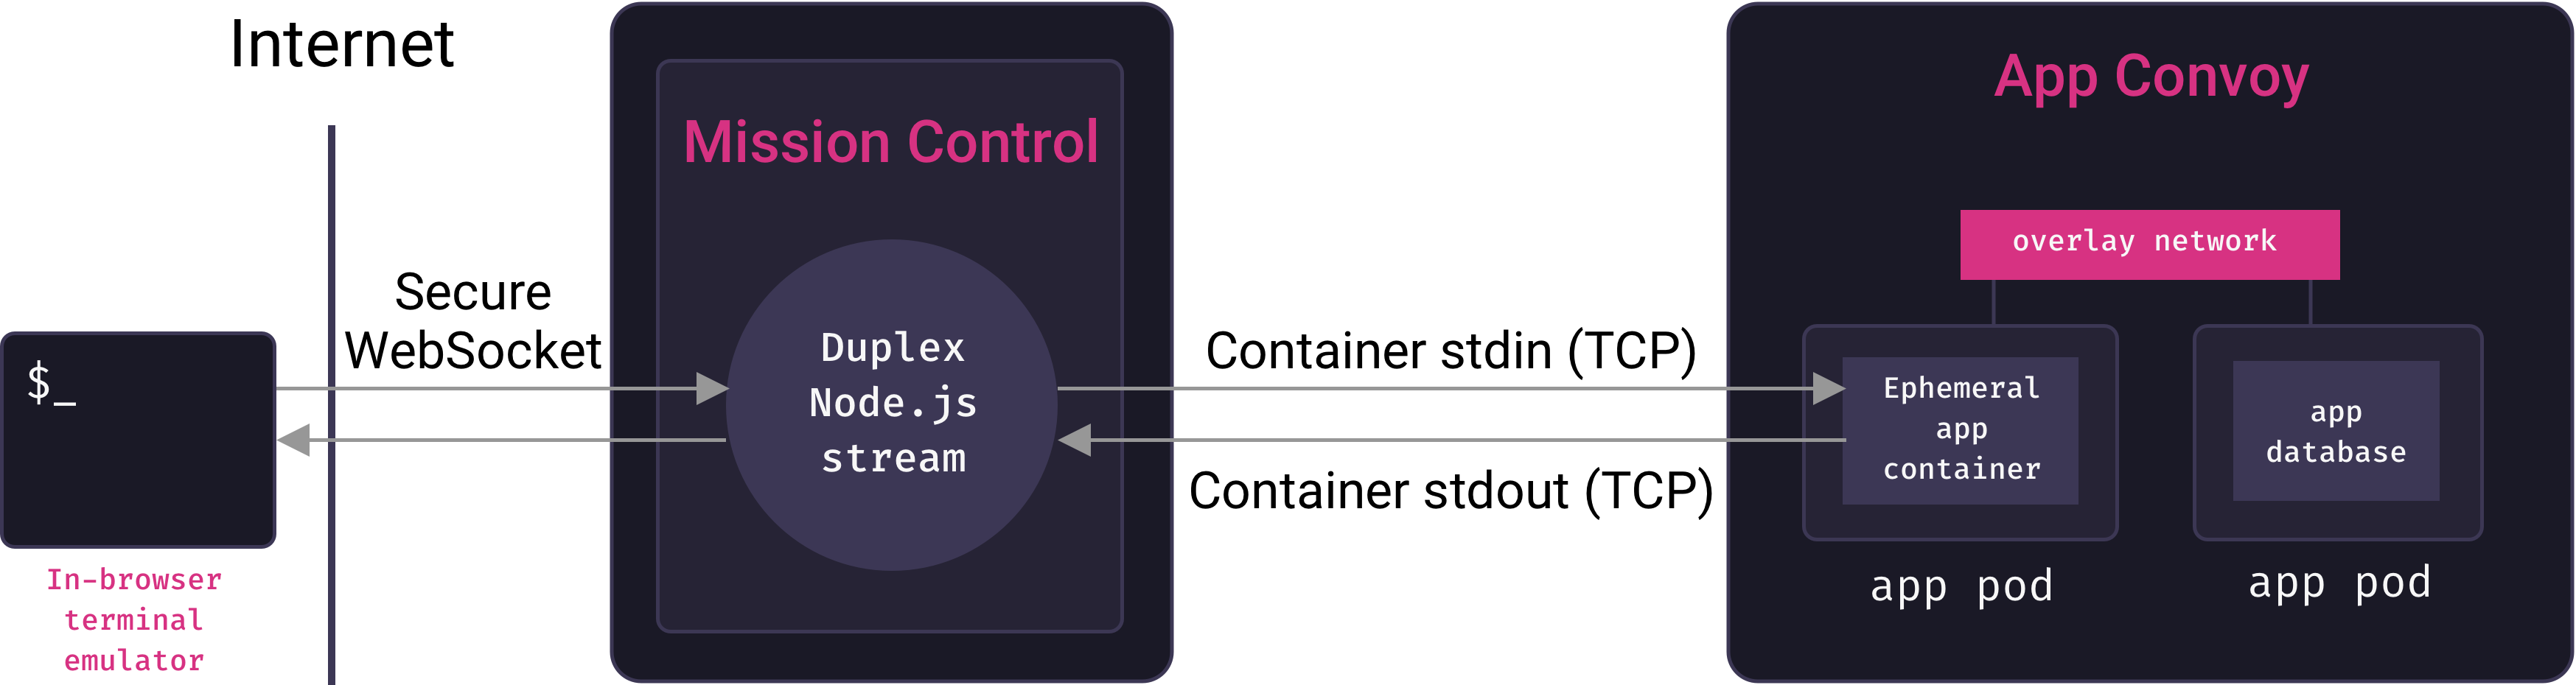 Internet
$_
In-browser
terminal
emulator
Secure
WebSocket
Mission Control
Duplex
Node.js
stream
Container stdin (TCP)
Container stdout (TCP)
App Convoy
overlay network
Ephemeral
app
container
app pod
app
database
app pod